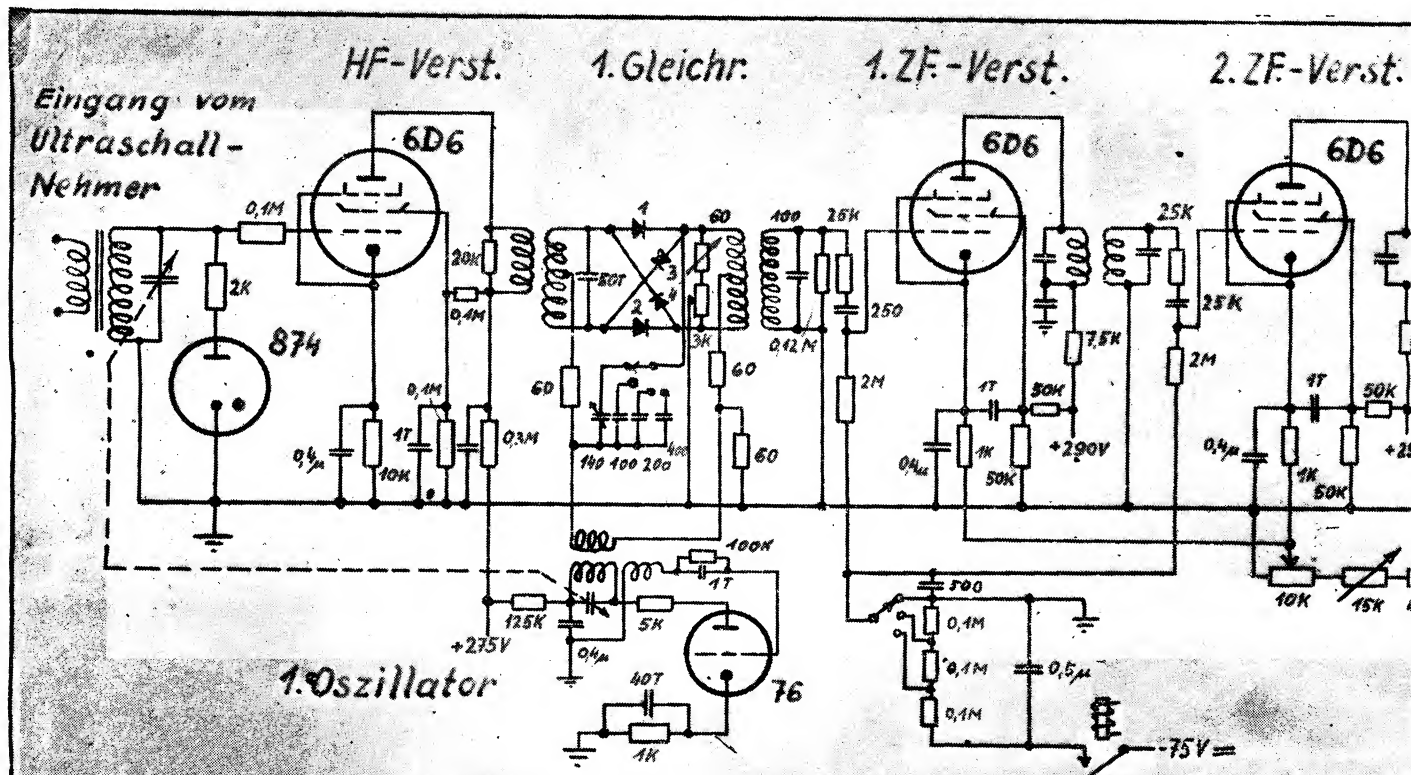 HF-Verst.
1. Gleichr.
1. ZF.-Verst.
2. ZF.-Verst.
Eingang vom
Ultraschall-
Nehmer
6D6
6D6
6D6
0,1M
2K
874
20K
0,1M
0,1M
1T
0,4µ
10K
0,3M
1
3
4
2
50T
60
3K
60
60
60
140 100 200 400
100
25K
250
0,12M
2M
0,4µ
1T
1K
50K
50K
+290V
7,5K
25K
25K
2M
0,4µ
1T
1K
50K
50K
10K
15K
100K
1T
125K
0,4µ
5K
+275V
76
40T
1K
1. Oszillator
500
0,1M
0,1M
0,1M
0,5µ
-75V =